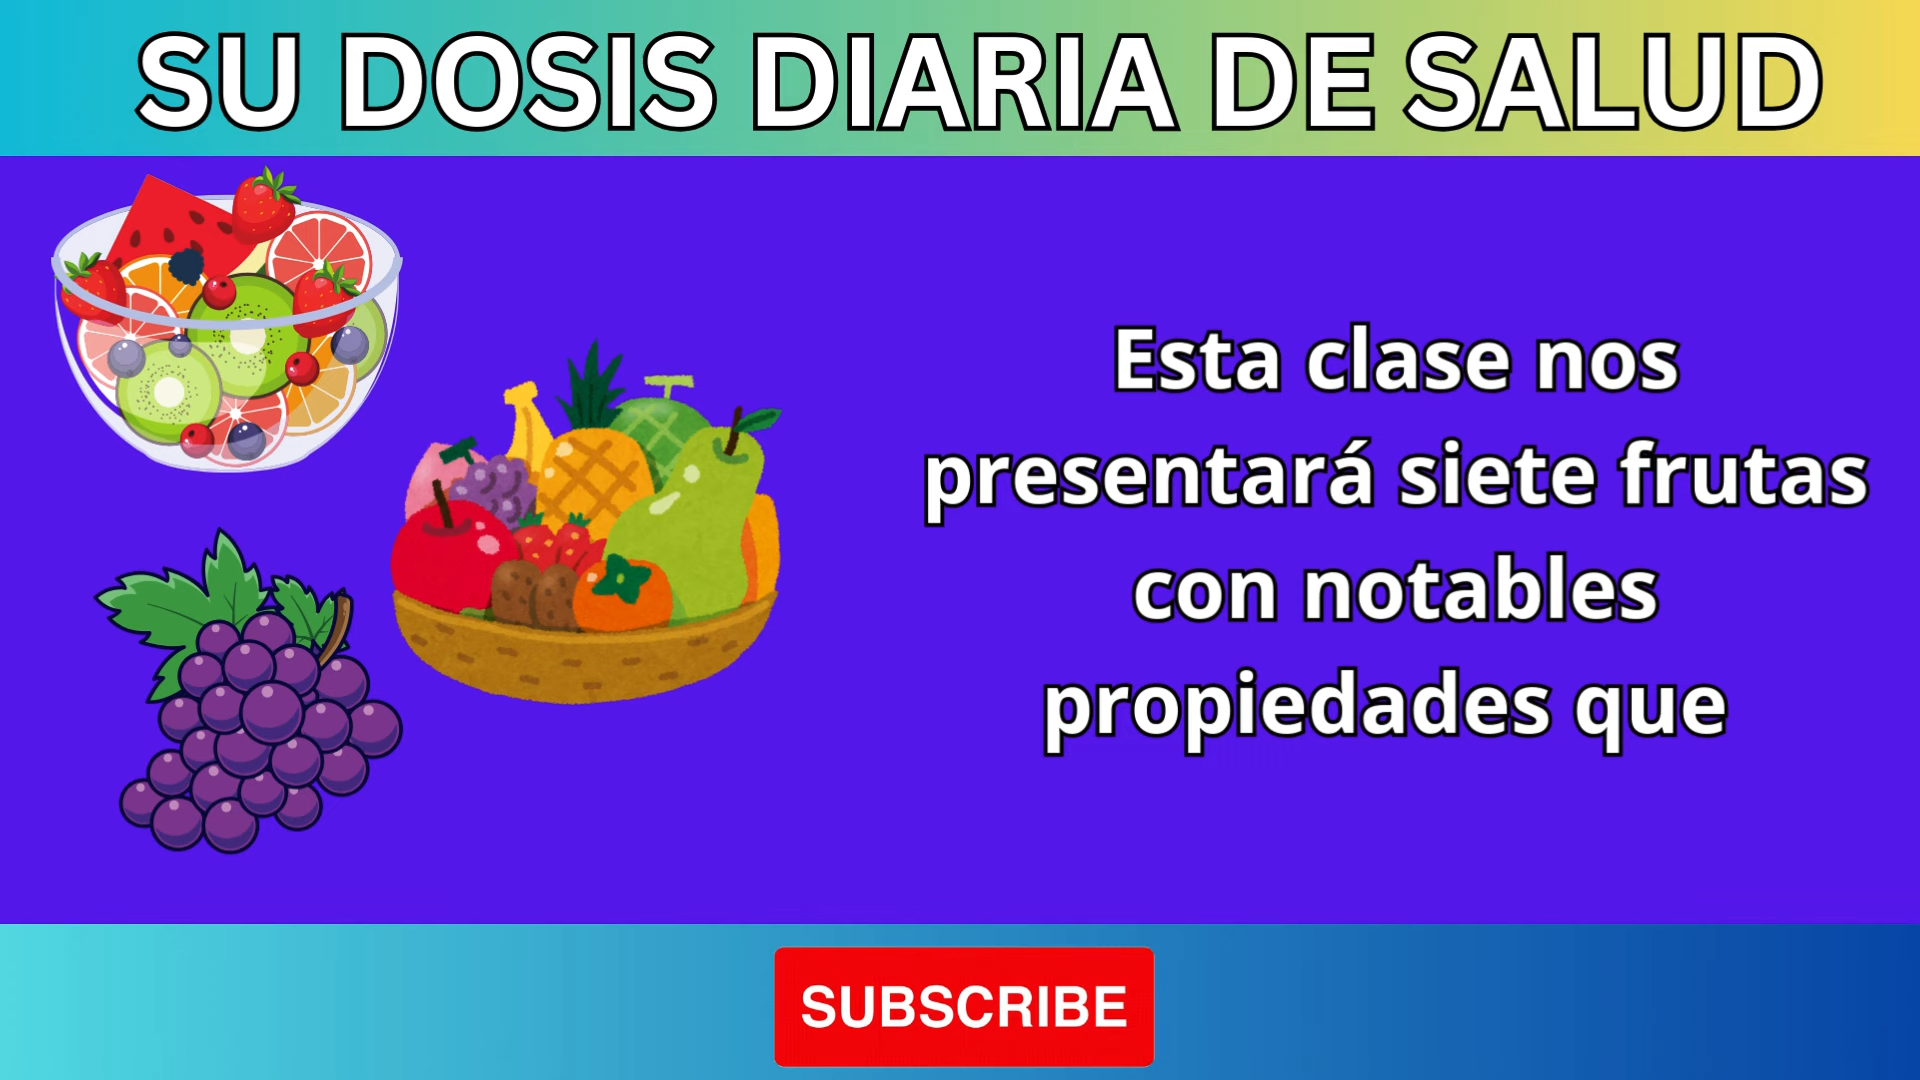 SU DOSIS DIARIA DE SALUD
Esta clase nos
presentará siete frutas
con notables
propiedades que
SUBSCRIBE